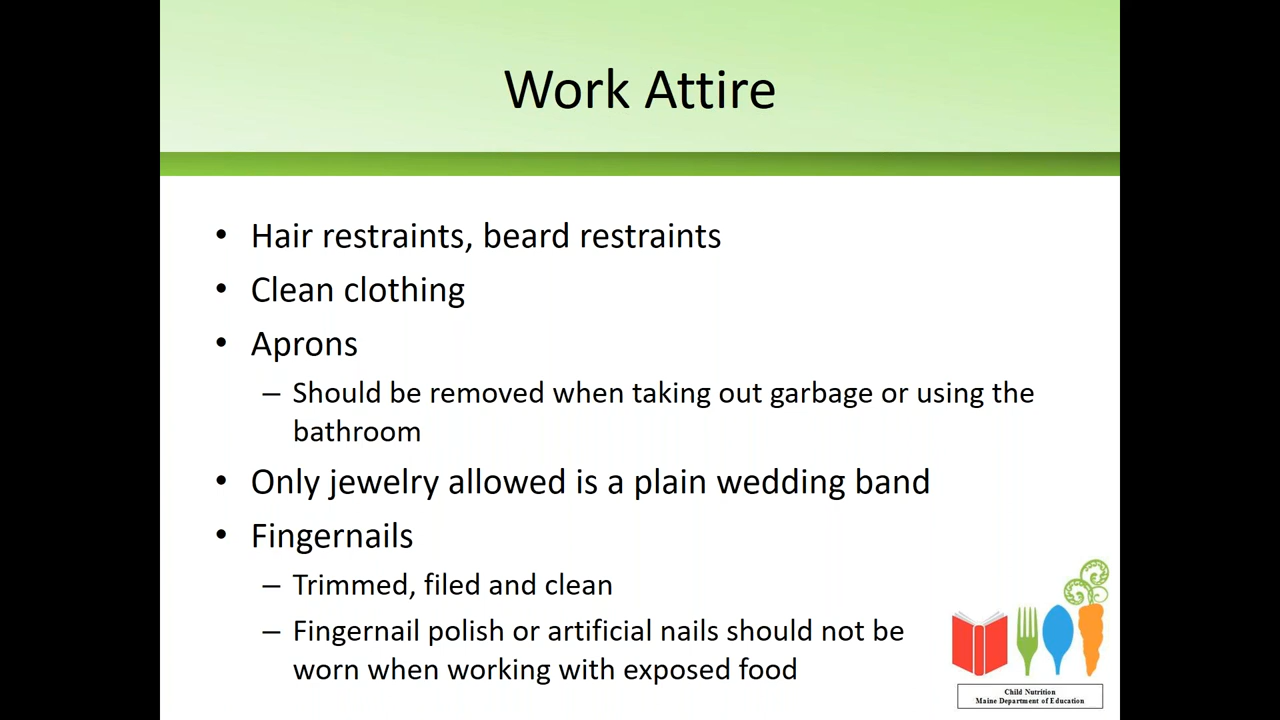 Work Attire
• Hair restraints, beard restraints
• Clean clothing
• Aprons
– Should be removed when taking out garbage or using the
bathroom
• Only jewelry allowed is a plain wedding band
• Fingernails
– Trimmed, filed and clean
– Fingernail polish or artificial nails should not be
worn when working with exposed food
Child Nutrition
Maine Department of Education